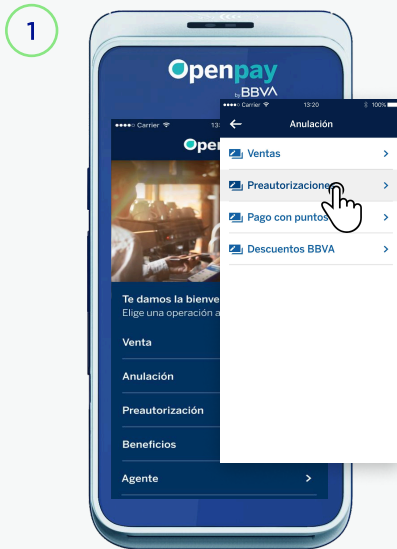 1
Openpay
by BBVA
Carrier 13:20 100%
Anulación
Ventas
Preautorizaciones
Pago con puntos
Descuentos BBVA
Carrier
Te damos la
Elige una operación
Venta
Anulación
Preautorización
Beneficios
Agente